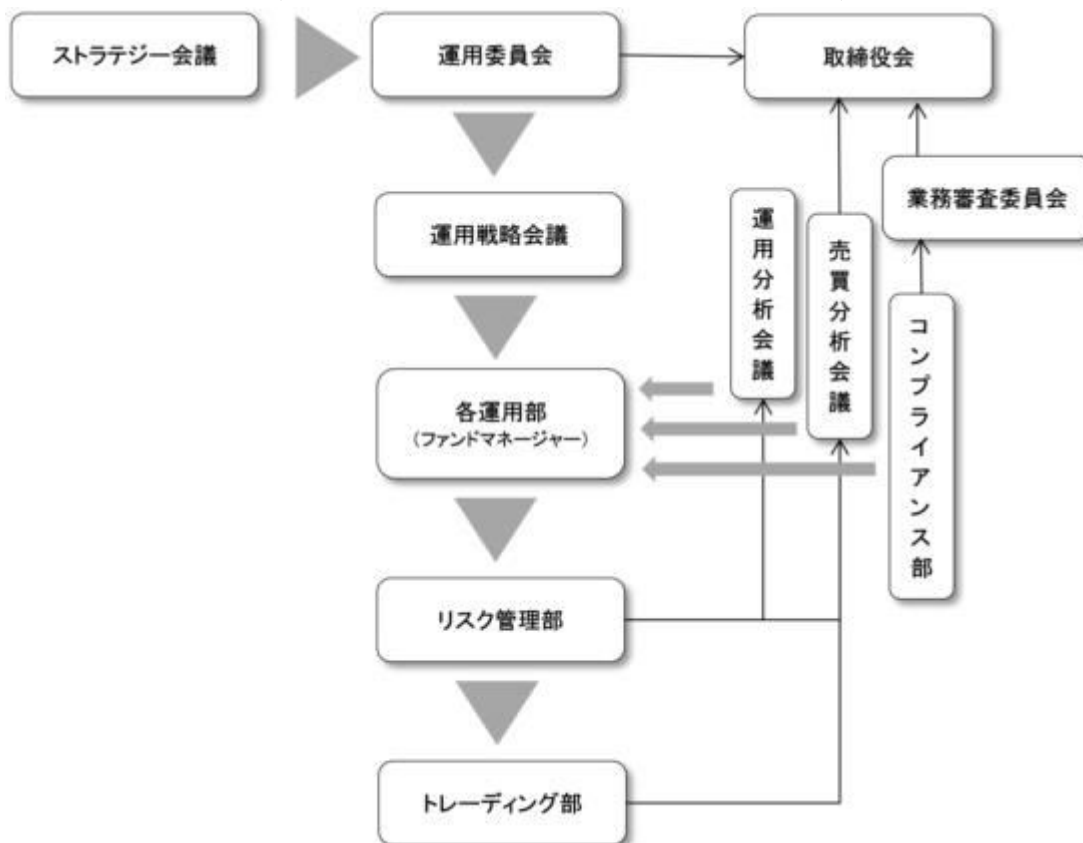 ストラテジー会議
運用委員会
取締役会
業務審査委員会
運用戦略会議
運用分析会議
売買分析会議
コンプライアンス部
各運用部
(ファンドマネージャー)
リスク管理部
トレーディング部